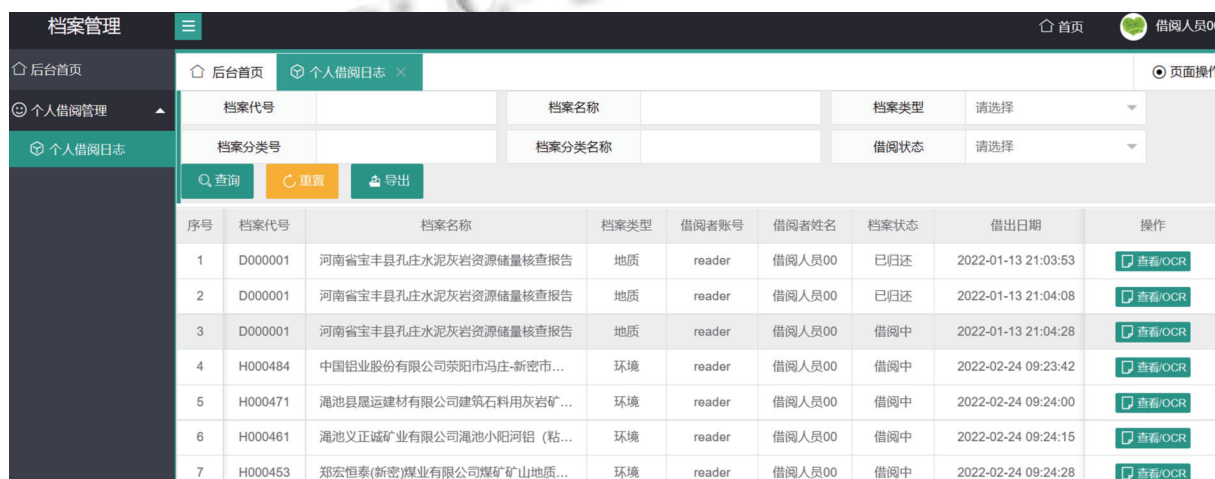 档案管理
首页
借阅人员0
后台首页
后台首页
个人借阅日志
页面操作
个人借阅管理
个人借阅日志
档案代号
档案名称
档案类型 请选择
档案分类号
档案分类名称
借阅状态 请选择
查询 重置 导出
序号 档案代号 档案名称 档案类型 借阅者账号 借阅者姓名 档案状态 借出日期 操作
1 D000001 河南省宝丰县孔庄水泥灰岩资源储量核查报告 地质 reader 借阅人员00 已归还 2022-01-13 21:03:53 查看/OCR
2 D000001 河南省宝丰县孔庄水泥灰岩资源储量核查报告 地质 reader 借阅人员00 已归还 2022-01-13 21:04:08 查看/OCR
3 D000001 河南省宝丰县孔庄水泥灰岩资源储量核查报告 地质 reader 借阅人员00 借阅中 2022-01-13 21:04:28 查看/OCR
4 H000484 中国铝业股份有限公司荥阳市冯庄-新密市... 环境 reader 借阅人员00 借阅中 2022-02-24 09:23:42 查看/OCR
5 H000471 渑池县晟运建材有限公司建筑石料用灰岩矿... 环境 reader 借阅人员00 借阅中 2022-02-24 09:24:00 查看/OCR
6 H000461 渑池义正诚矿业有限公司渑池小阳河铝（粘... 环境 reader 借阅人员00 借阅中 2022-02-24 09:24:15 查看/OCR
7 H000453 郑宏恒泰(新密)煤业有限公司煤矿矿山地质... 环境 reader 借阅人员00 借阅中 2022-02-24 09:24:28 查看/OCR